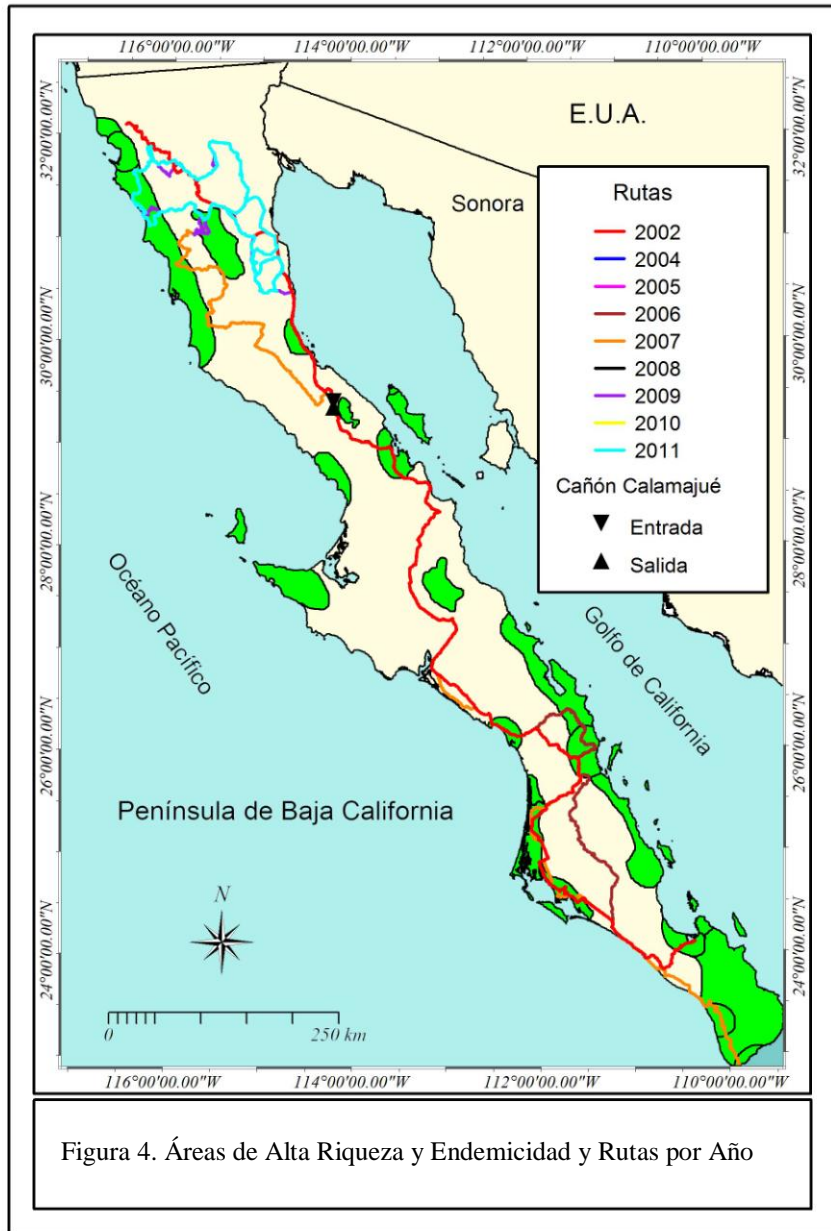 116°00'00.00"W 114°00'00.00"W 112°00'00.00"W 110°00'00.00"W
32°00'00.00"N
30°00'00.00"N
28°00'00.00"N
26°00'00.00"N
24°00'00.00"N
E.U.A.
Sonora
Rutas
2002
2004
2005
2006
2007
2008
2009
2010
2011
Cañón Calamajué
Entrada
Salida
Océano Pacífico
Golfo de California
Península de Baja California
N
0 250 km
32°00'00.00"N
30°00'00.00"N
28°00'00.00"N
26°00'00.00"N
24°00'00.00"N
116°00'00.00"W 114°00'00.00"W 112°00'00.00"W 110°00'00.00"W
Figura 4. Áreas de Alta Riqueza y Endemicidad y Rutas por Año